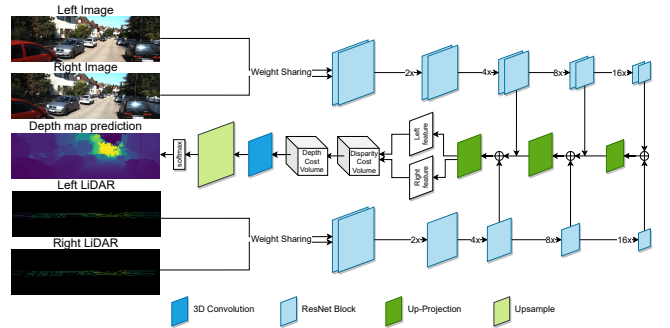 Left Image
Right Image
Weight Sharing
2x
4x
8x
16x
Depth map prediction
softmax
Depth
Cost
Volume
Disparity
Cost
Volume
Left
feature
Right
feature
Left LiDAR
Right LiDAR
Weight Sharing
2x
4x
8x
16x
3D Convolution
ResNet Block
Up-Projection
Upsample